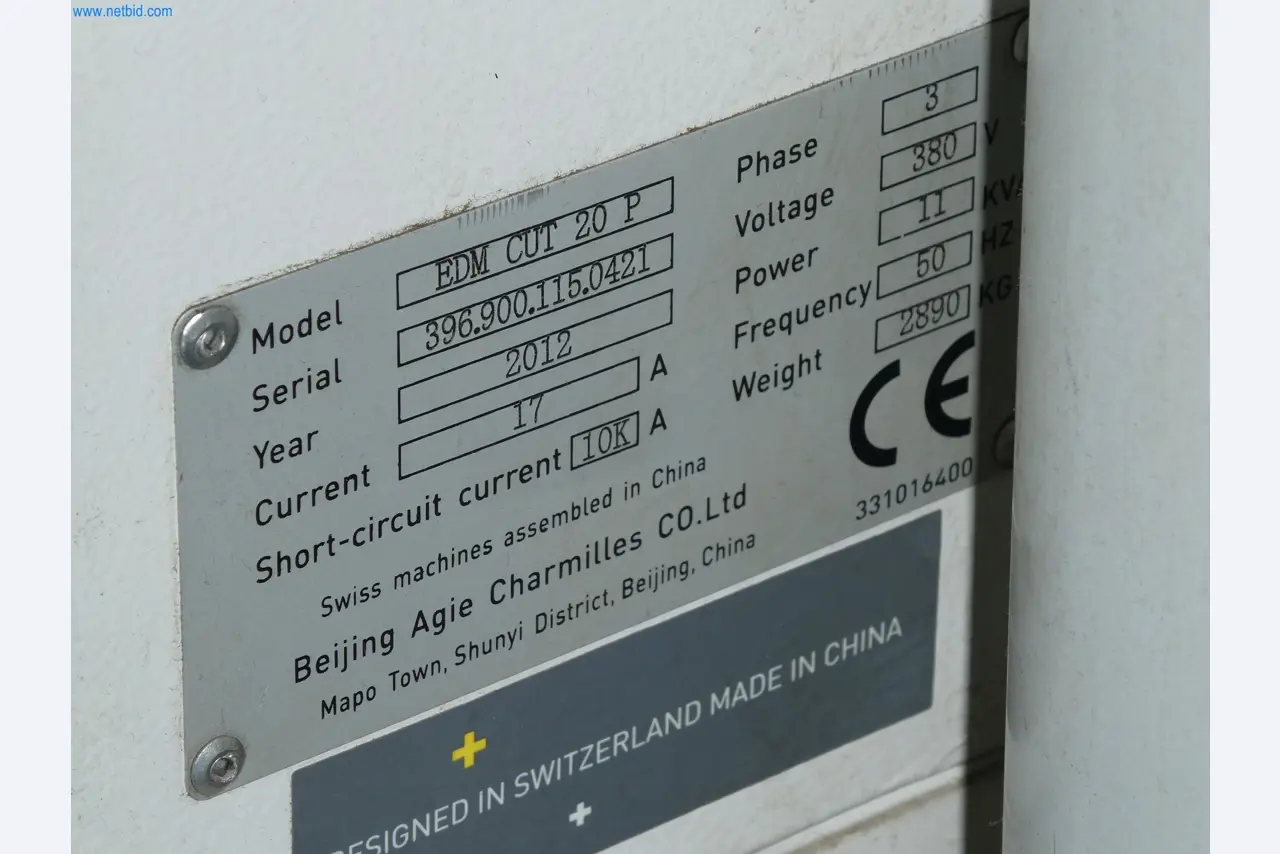 www.netbid.com
Model EDM CUT 20 P
Serial 396.900.115.0421
Year 2012
Current 17 A
Short-circuit current 10K A
Phase 3
Voltage 380 V
Power 11 KVA
Frequency 50 HZ
Weight 2890 KG
CE
331016400
Swiss machines assembled in China
Beijing Agie Charmilles CO.Ltd
Mapo Town, Shunyi District, Beijing, China
DESIGNED IN SWITZERLAND MADE IN CHINA